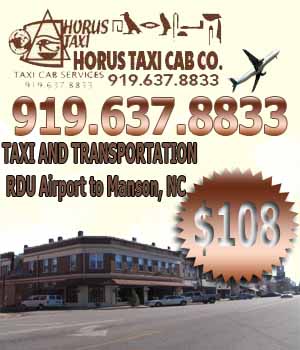 HORUS
TAXI
TAXI CAB SERVICES
919.637.8833
HORUS TAXI CAB CO.
919.637.8833
919.637.8833
TAXI AND TRANSPORTATION
RDU Airport to Manson, NC
$108